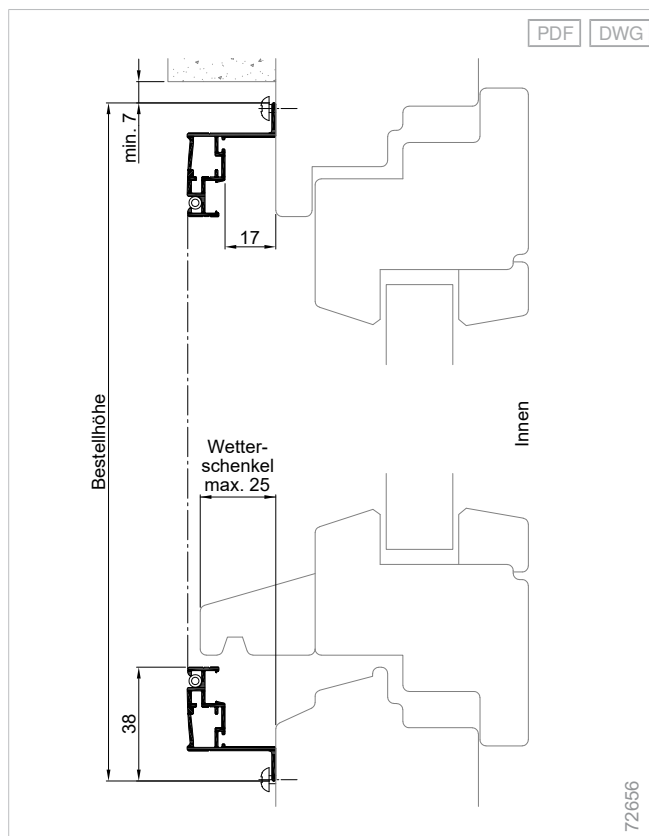 PDF DWG
min. 7
17
Bestellhöhe
Innen
Wetter-
schenkel
max. 25
38
72656